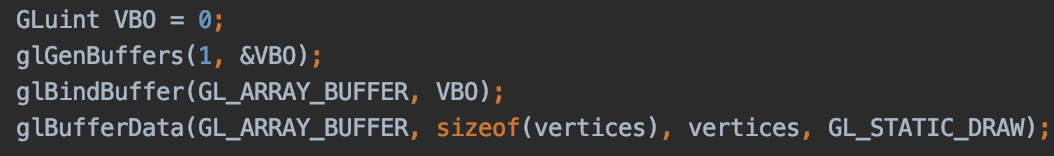 GLuint VBO = 0;
glGenBuffers(1, &VBO);
glBindBuffer(GL_ARRAY_BUFFER, VBO);
glBufferData(GL_ARRAY_BUFFER, sizeof(vertices), vertices, GL_STATIC_DRAW);